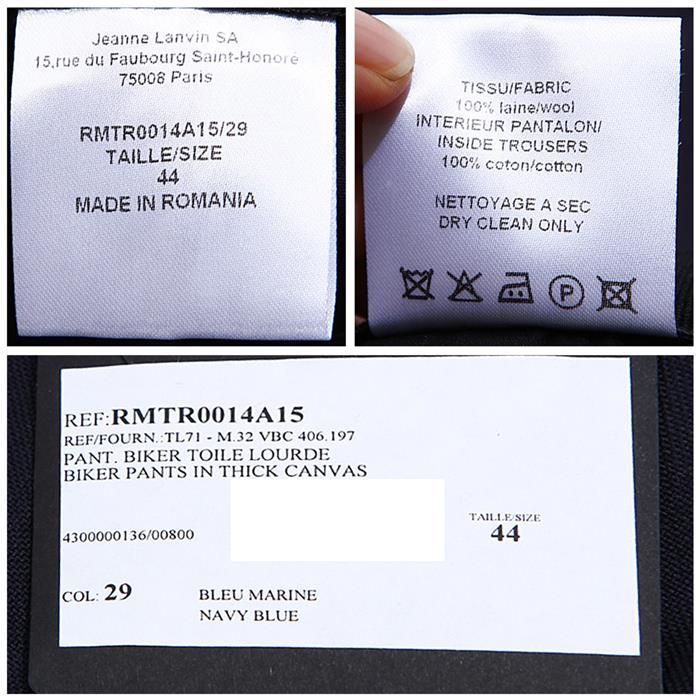 Jeanne Lanvin SA
15,rue du Faubourg Saint-Honoré
75008 Paris
RMTR0014A15/29
TAILLE/SIZE
44
MADE IN ROMANIA
TISSU/FABRIC
100% laine/wool
INTERIEUR PANTALON/
INSIDE TROUSERS
100% coton/cotton
NETTOYAGE A SEC
DRY CLEAN ONLY
P
REF:RMTR0014A15
REF/FOURN.:TL71 - M.32 VBC 406.197
PANT. BIKER TOILE LOURDE
BIKER PANTS IN THICK CANVAS
4300000136/00800
TAILLE/SIZE
44
COL: 29 BLEU MARINE
NAVY BLUE